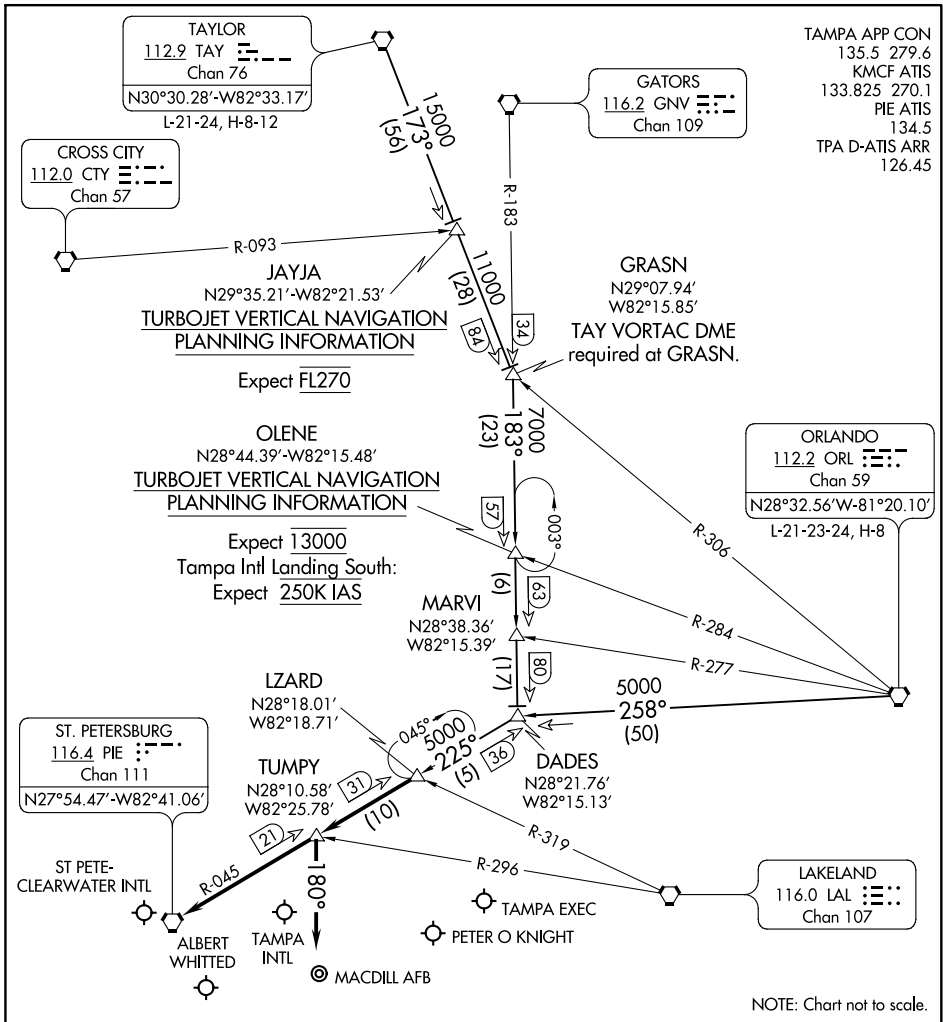 TAYLOR
112.9 TAY
Chan 76
N30°30.28'-W82°33.17'
L-21-24, H-8-12
GATORS
116.2 GNV
Chan 109
TAMPA APP CON
135.5 279.6
KMCF ATIS
133.825 270.1
PIE ATIS
134.5
TPA D-ATIS ARR
126.45
CROSS CITY
112.0 CTY
Chan 57
15000
173°
(56)
R-183
R-093
JAYJA
N29°35.21'-W82°21.53'
TURBOJET VERTICAL NAVIGATION
PLANNING INFORMATION
Expect FL270
11000
(28)
84
34
GRASN
N29°07.94'
W82°15.85'
TAY VORTAC DME
required at GRASN.
7000
183°
(23)
OLENE
N28°44.39'-W82°15.48'
TURBOJET VERTICAL NAVIGATION
PLANNING INFORMATION
Expect 13000
Tampa Intl Landing South:
Expect 250K IAS
57
003°
ORLANDO
112.2 ORL
Chan 59
N28°32.56'W-81°20.10'
L-21-23-24, H-8
R-306
R-284
R-277
(6)
63
MARVI
N28°38.36'
W82°15.39'
(17)
80
5000
258°
(50)
LZARD
N28°18.01'
W82°18.71'
045°
5000
225°
(5)
36
DADES
N28°21.76'
W82°15.13'
ST. PETERSBURG
116.4 PIE
Chan 111
N27°54.47'-W82°41.06'
TUMPY
N28°10.58'
W82°25.78'
31
(10)
21
R-045
R-319
R-296
180°
LAKELAND
116.0 LAL
Chan 107
ST PETE-
CLEARWATER INTL
ALBERT
WHITTED
TAMPA
INTL
TAMPA EXEC
PETER O KNIGHT
MACDILL AFB
NOTE: Chart not to scale.